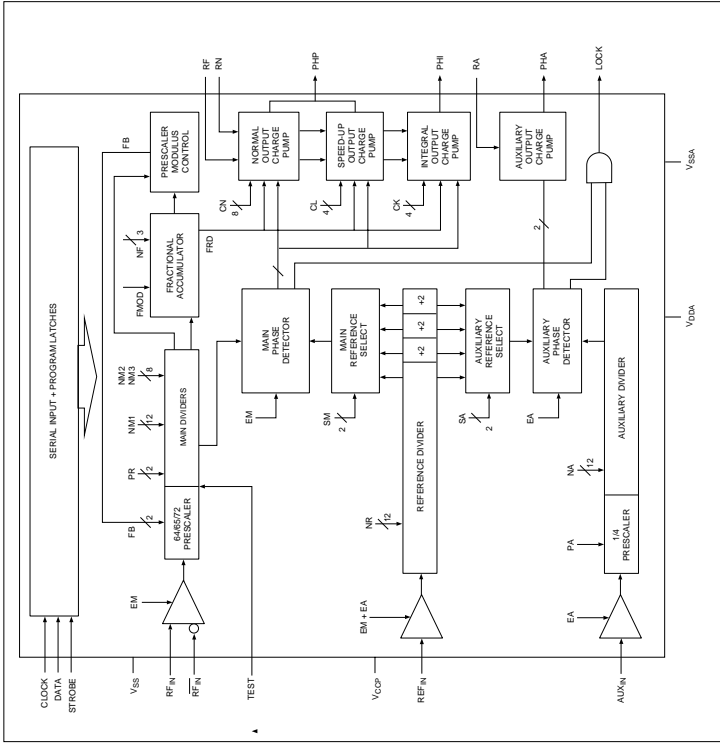 CLOCK
DATA
STROBE
SERIAL INPUT + PROGRAM LATCHES
VSS
RFIN
RFIN
EM
FB
2
64/65/72
PRESCALER
PR
2
NM1
12
NM2
NM3
8
MAIN DIVIDERS
FMOD
NF
3
FRACTIONAL
ACCUMULATOR
FB
PRESCALER
MODULUS
CONTROL
FRD
TEST
EM
MAIN
PHASE
DETECTOR
CN
8
NORMAL
OUTPUT
CHARGE
PUMP
RF
RN
CL
4
SPEED-UP
OUTPUT
CHARGE
PUMP
PHP
CK
4
INTEGRAL
OUTPUT
CHARGE
PUMP
PHI
SM
2
MAIN
REFERENCE
SELECT
VCCP
REFIN
EM + EA
NR
12
REFERENCE DIVIDER
+2
+2
+2
SA
2
AUXILIARY
REFERENCE
SELECT
EA
AUXILIARY
PHASE
DETECTOR
2
AUXILIARY
OUTPUT
CHARGE
PUMP
RA
PHA
LOCK
AUXIN
EA
PA
1/4
PRESCALER
NA
12
AUXILIARY DIVIDER
VDDA
VSSA